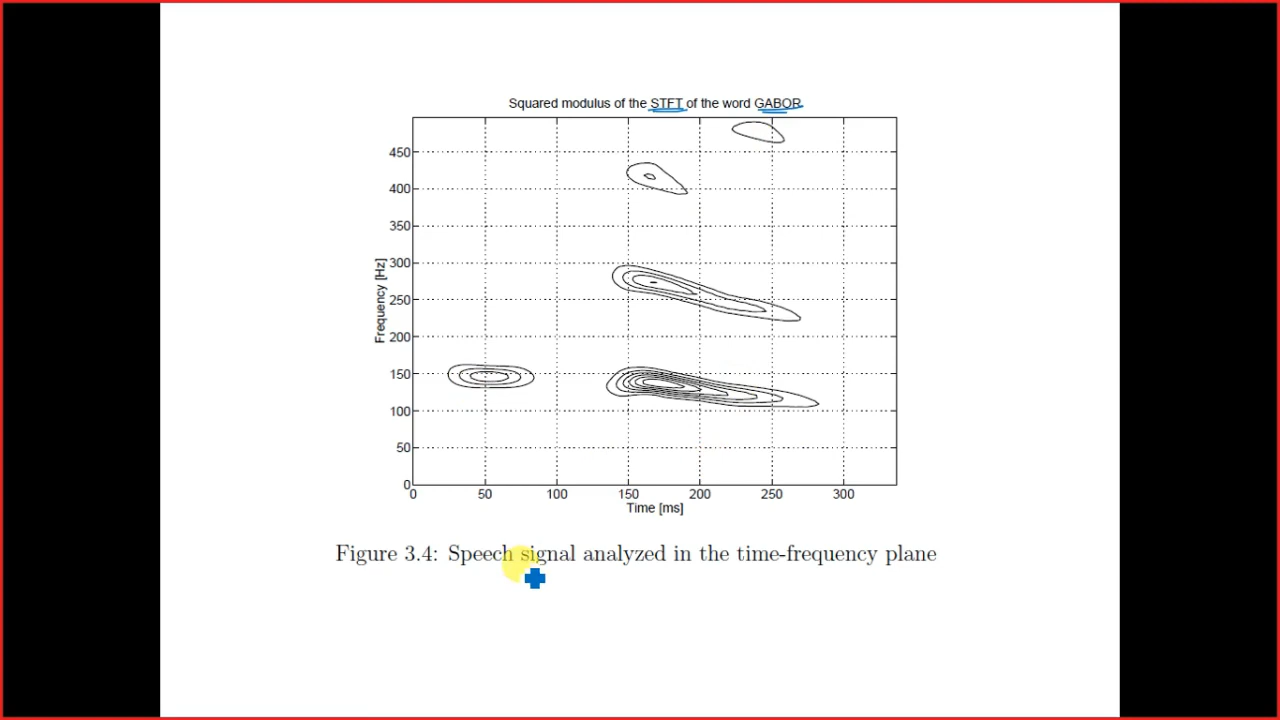 Squared modulus of the STFT of the word GABOR
450
400
350
300
250
200
150
100
50
0
Frequency [Hz]
0 50 100 150 200 250 300
Time [ms]
Figure 3.4: Speech signal analyzed in the time-frequency plane